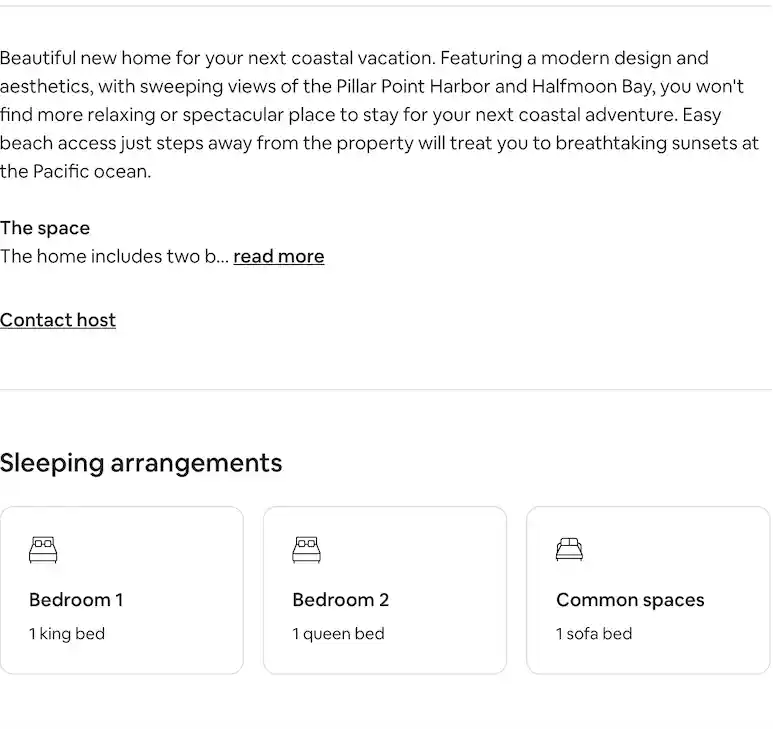 Beautiful new home for your next coastal vacation. Featuring a modern design and
aesthetics, with sweeping views of the Pillar Point Harbor and Halfmoon Bay, you won't
find more relaxing or spectacular place to stay for your next coastal adventure. Easy
beach access just steps away from the property will treat you to breathtaking sunsets at
the Pacific ocean.
The space
The home includes two b... read more
Contact host
Sleeping arrangements
Bedroom 1
1 king bed
Bedroom 2
1 queen bed
Common spaces
1 sofa bed